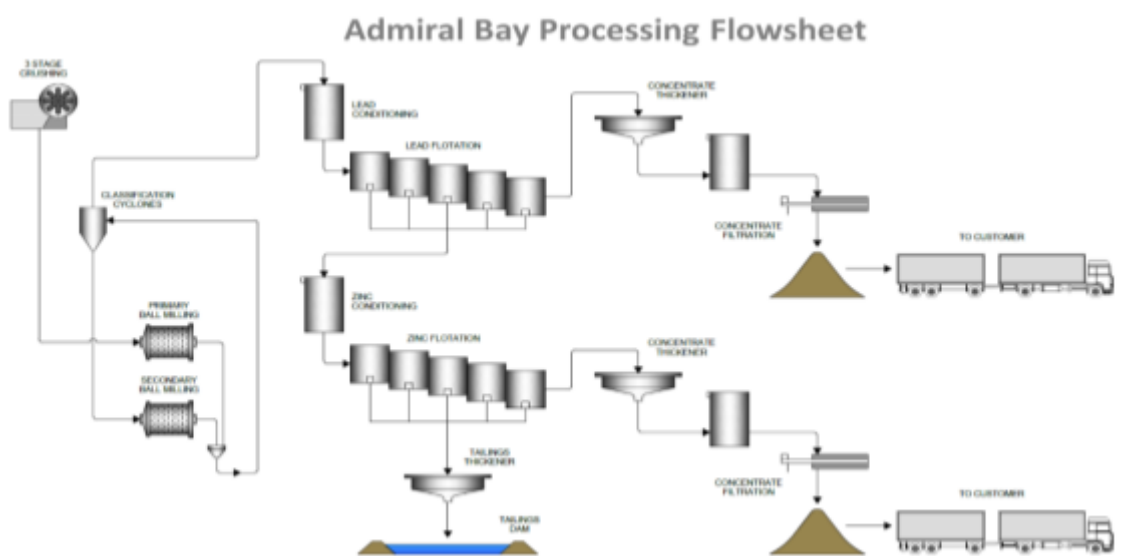 Admiral Bay Processing Flowsheet
3 STAGE
CRUSHING
CLASSIFICATION
CYCLONES
PRIMARY
BALL MILLING
SECONDARY
BALL MILLING
LEAD
CONDITIONING
LEAD FLOTATION
CONCENTRATE
THICKENER
CONCENTRATE
FILTRATION
TO CUSTOMER
ZINC
CONDITIONING
ZINC FLOTATION
CONCENTRATE
THICKENER
CONCENTRATE
FILTRATION
TO CUSTOMER
TAILINGS
THICKENER
TAILINGS
DAM